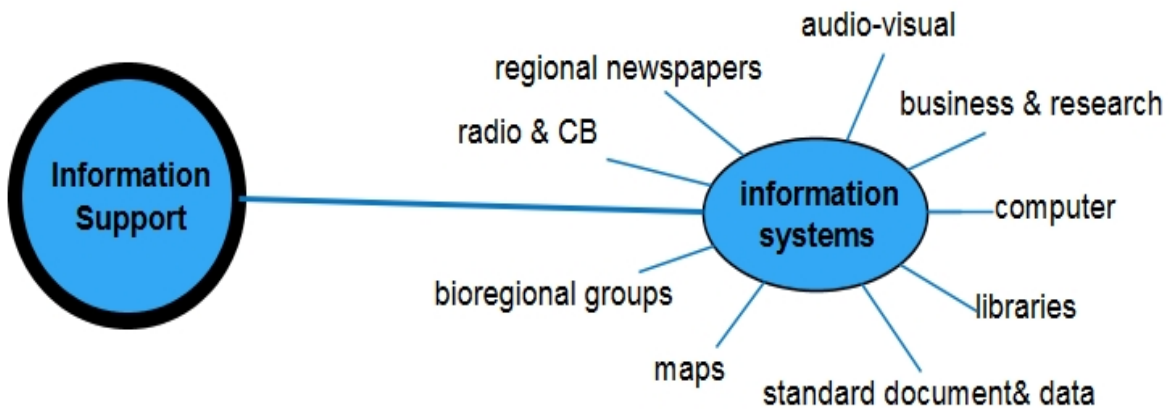 audio-visual
regional newspapers
business & research
radio & CB
Information
Support
information
systems
computer
bioregional groups
libraries
maps
standard document& data